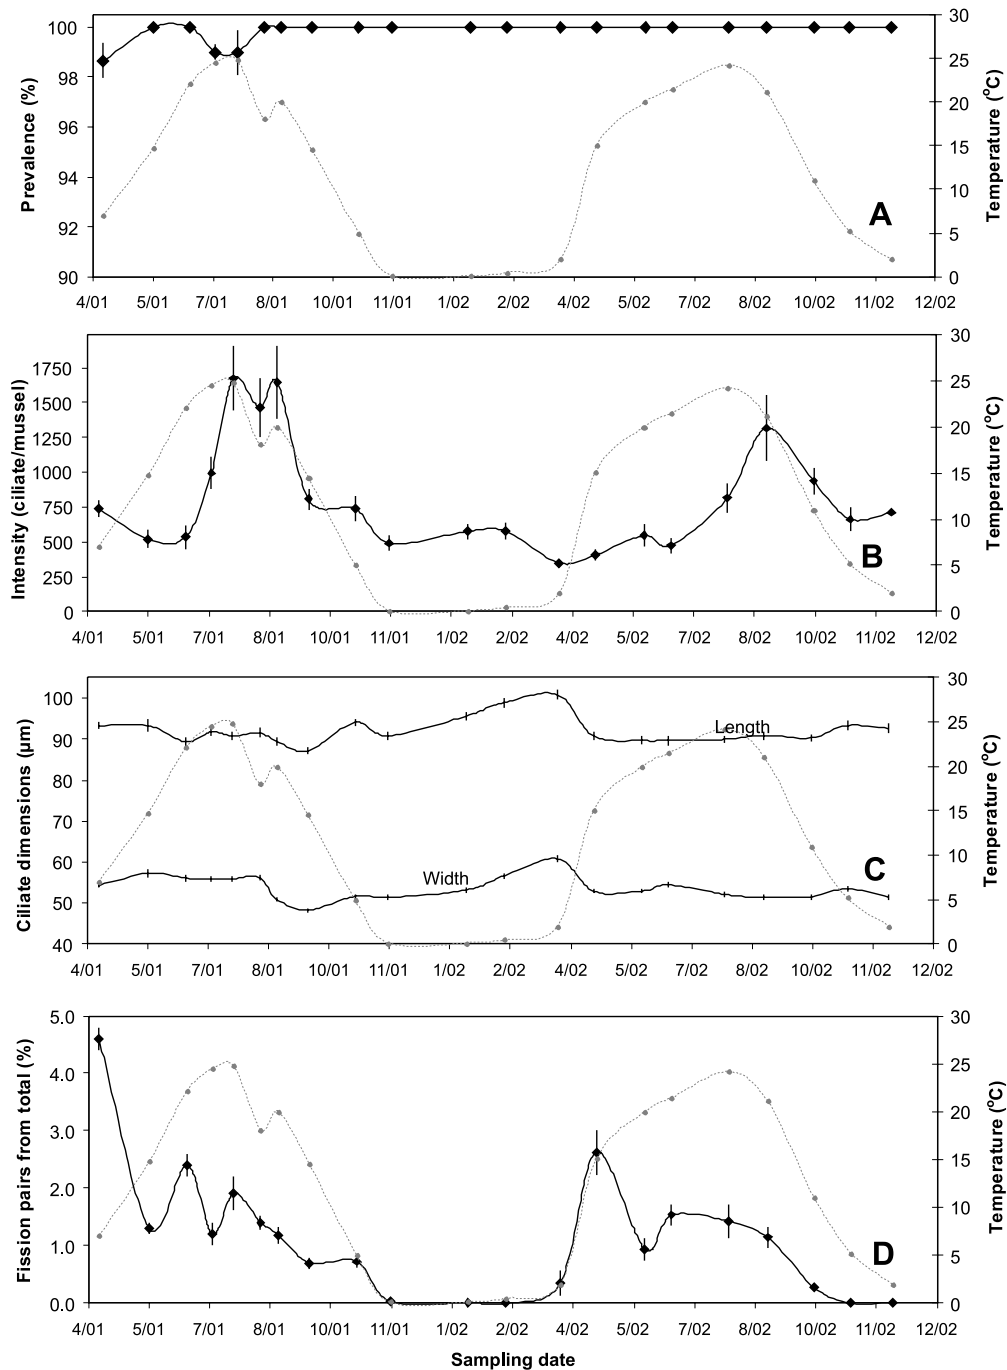 Prevalence (%)
100
98
96
94
92
90
30
25
20
15
10
5
0
Temperature (°C)
A
4/01 5/01 7/01 8/01 10/01 11/01 1/02 2/02 4/02 5/02 7/02 8/02 10/02 11/02 12/02
Intensity (ciliate/mussel)
1750
1500
1250
1000
750
500
250
0
30
25
20
15
10
5
0
Temperature (°C)
B
4/01 5/01 7/01 8/01 10/01 11/01 1/02 2/02 4/02 5/02 7/02 8/02 10/02 11/02 12/02
Ciliate dimensions (µm)
100
90
80
70
60
50
40
Length
Width
30
25
20
15
10
5
0
Temperature (°C)
C
4/01 5/01 7/01 8/01 10/01 11/01 1/02 2/02 4/02 5/02 7/02 8/02 10/02 11/02 12/02
Fission pairs from total (%)
5.0
4.0
3.0
2.0
1.0
0.0
30
25
20
15
10
5
0
Temperature (°C)
D
4/01 5/01 7/01 8/01 10/01 11/01 1/02 2/02 4/02 5/02 7/02 8/02 10/02 11/02 12/02
Sampling date